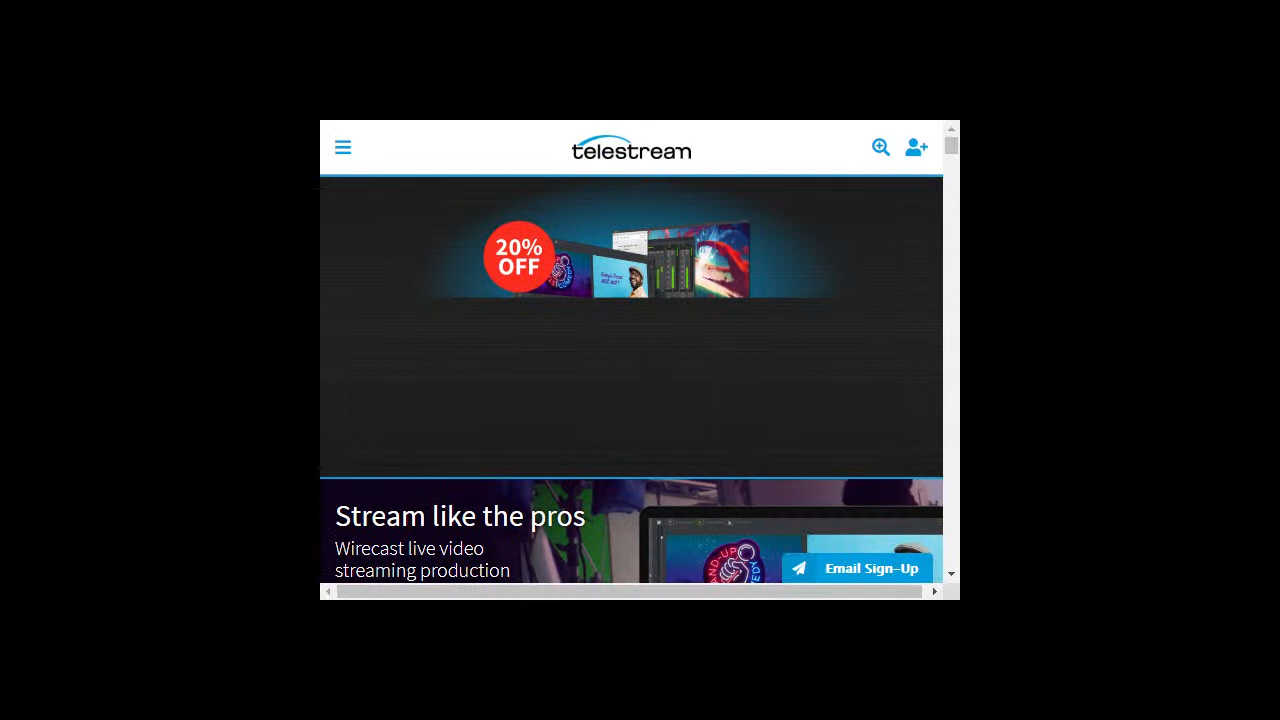 telestream
20%
OFF
Stream like the pros
Wirecast live video
streaming production
Email Sign-Up